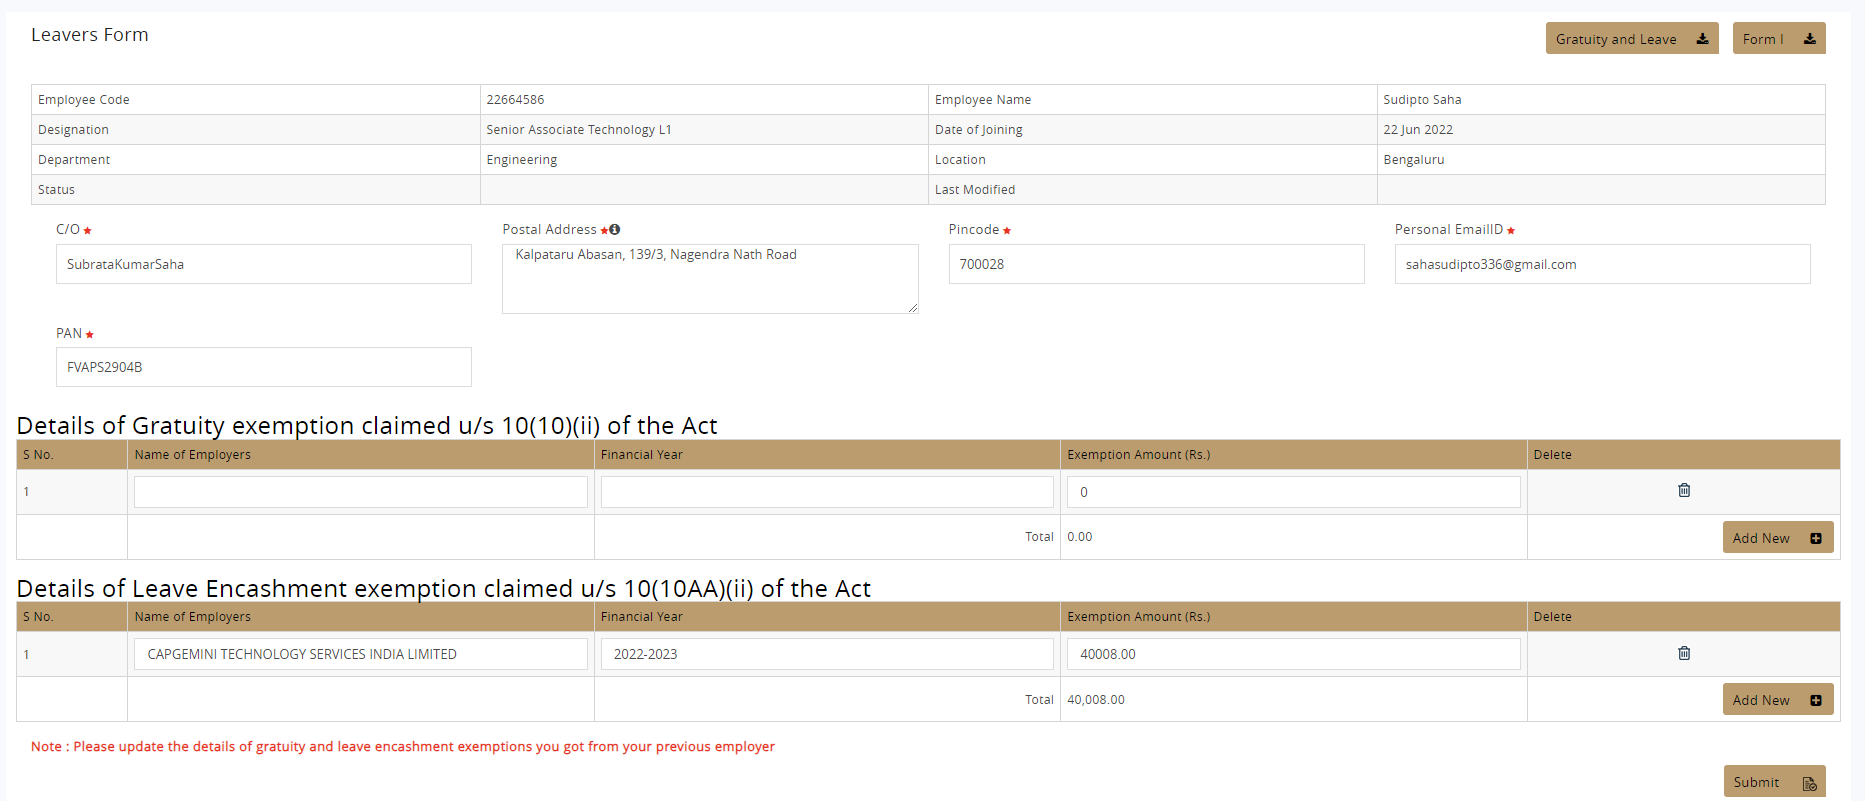 Leavers Form
Gratuity and Leave
Form I
Employee Code 22664586 Employee Name Sudipto Saha
Designation Senior Associate Technology L1 Date of Joining 22 Jun 2022
Department Engineering Location Bengaluru
Status Last Modified
C/O ★ Postal Address ★ Pincode ★ Personal EmailID ★
SubrataKumarSaha Kalpataru Abasan, 139/3, Nagendra Nath Road 700028 sahasudipto336@gmail.com
PAN ★
FVAPS2904B
Details of Gratuity exemption claimed u/s 10(10)(ii) of the Act
S No. Name of Employers Financial Year Exemption Amount (Rs.) Delete
1 0
Total 0.00 Add New
Details of Leave Encashment exemption claimed u/s 10(10AA)(ii) of the Act
S No. Name of Employers Financial Year Exemption Amount (Rs.) Delete
1 CAPGEMINI TECHNOLOGY SERVICES INDIA LIMITED 2022-2023 40008.00
Total 40,008.00 Add New
Note : Please update the details of gratuity and leave encashment exemptions you got from your previous employer
Submit